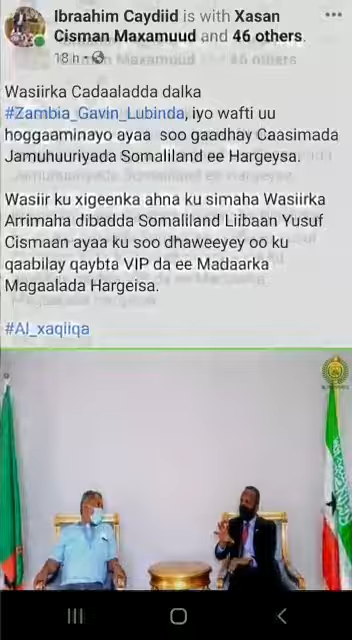 Ibraahim Caydiid is with Xasan
Cisman Maxamuud and 46 others.
18 h
Wasiirka Cadaaladda dalka
#Zambia_Gavin_Lubinda, iyo wafti uu
hoggaaminayo ayaa soo gaadhay Caasimada
Jamuhuuriyada Somaliland ee Hargeysa.
Wasiir ku xigeenka ahna ku simaha Wasiirka
Arrimaha dibadda Somaliland Liibaan Yusuf
Cismaan ayaa ku soo dhaweeyey oo ku
qaabilay qaybta VIP da ee Madaarka
Magaalada Hargeisa.
#Al_xaqiiqa